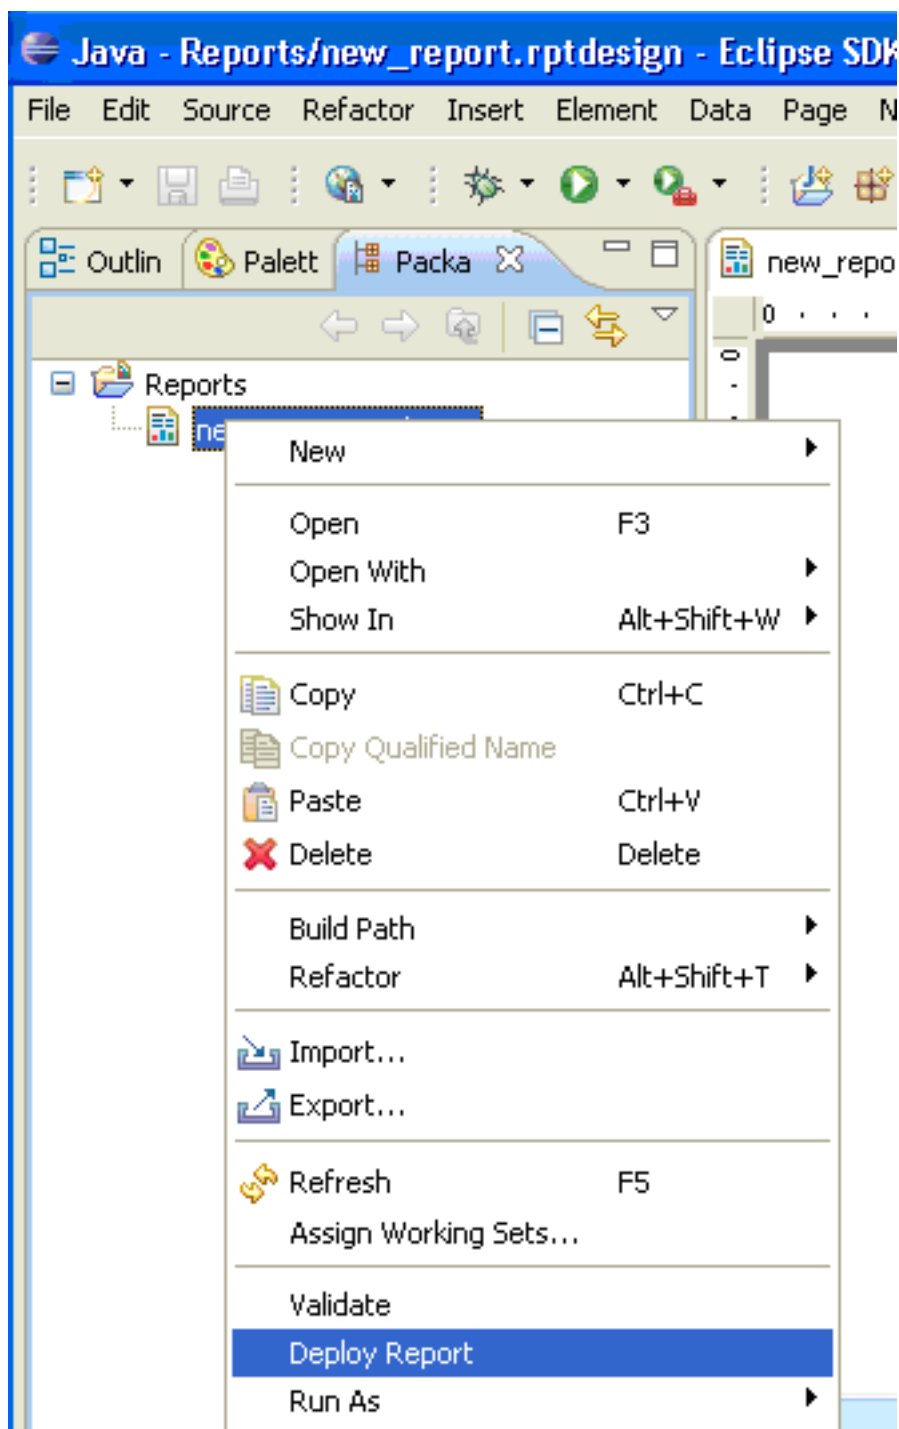 Java - Reports/new_report.rptdesign - Eclipse SDK
File Edit Source Refactor Insert Element Data Page N
Outlin Palett Packa new_repo
0
0
Reports
ne
New
Open F3
Open With
Show In Alt+Shift+W
Copy Ctrl+C
Copy Qualified Name
Paste Ctrl+V
Delete Delete
Build Path
Refactor Alt+Shift+T
Import...
Export...
Refresh F5
Assign Working Sets...
Validate
Deploy Report
Run As